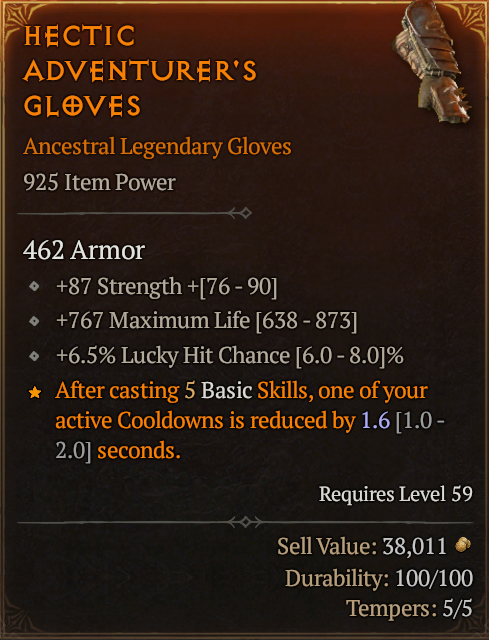 HECTIC
ADVENTURER'S
GLOVES
Ancestral Legendary Gloves
925 Item Power
462 Armor
+87 Strength +[76 - 90]
+767 Maximum Life [638 - 873]
+6.5% Lucky Hit Chance [6.0 - 8.0]%
After casting 5 Basic Skills, one of your
active Cooldowns is reduced by 1.6 [1.0 -
2.0] seconds.
Requires Level 59
Sell Value: 38,011
Durability: 100/100
Tempers: 5/5